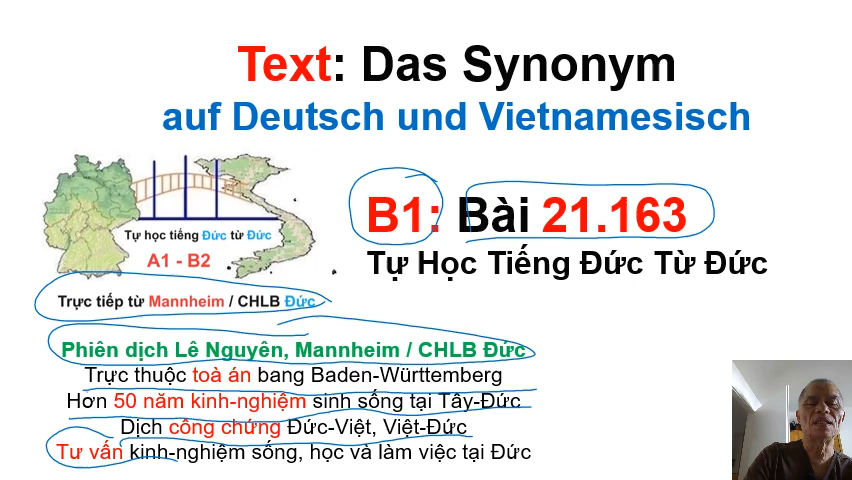 Text: Das Synonym
auf Deutsch und Vietnamesisch
Tự học tiếng Đức từ Đức
A1 - B2
Trực tiếp từ Mannheim / CHLB Đức
B1: Bài 21.163
Tự Học Tiếng Đức Từ Đức
Phiên dịch Lê Nguyên, Mannheim / CHLB Đức
Trực thuộc toà án bang Baden-Württemberg
Hơn 50 năm kinh-nghiệm sinh sống tại Tây-Đức
Dịch công chứng Đức-Việt, Việt-Đức
Tư vấn kinh-nghiệm sống, học và làm việc tại Đức